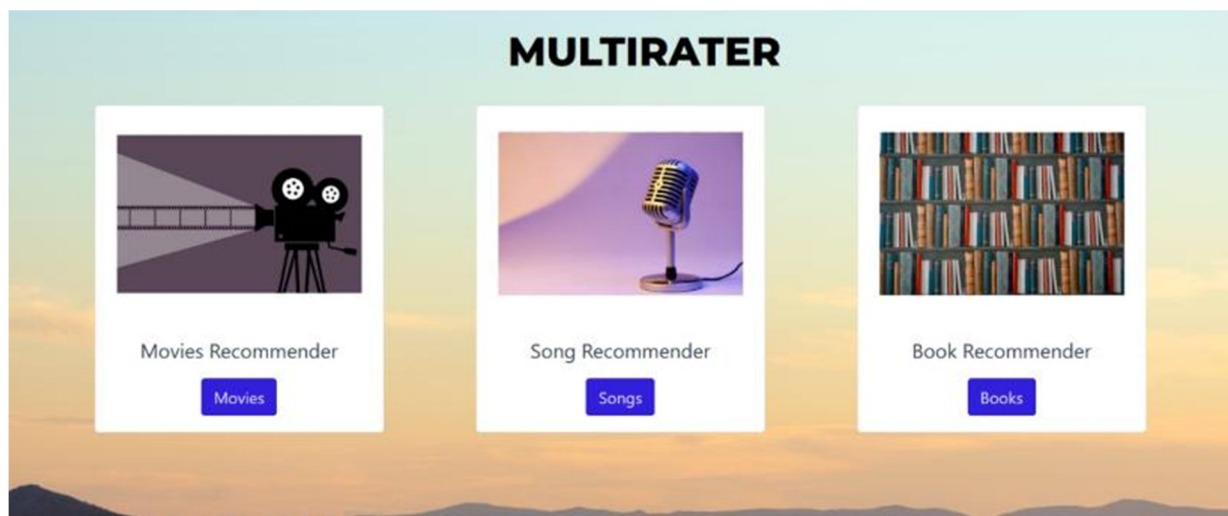 MULTIRATER
Movies Recommender
Movies
Song Recommender
Songs
Book Recommender
Books